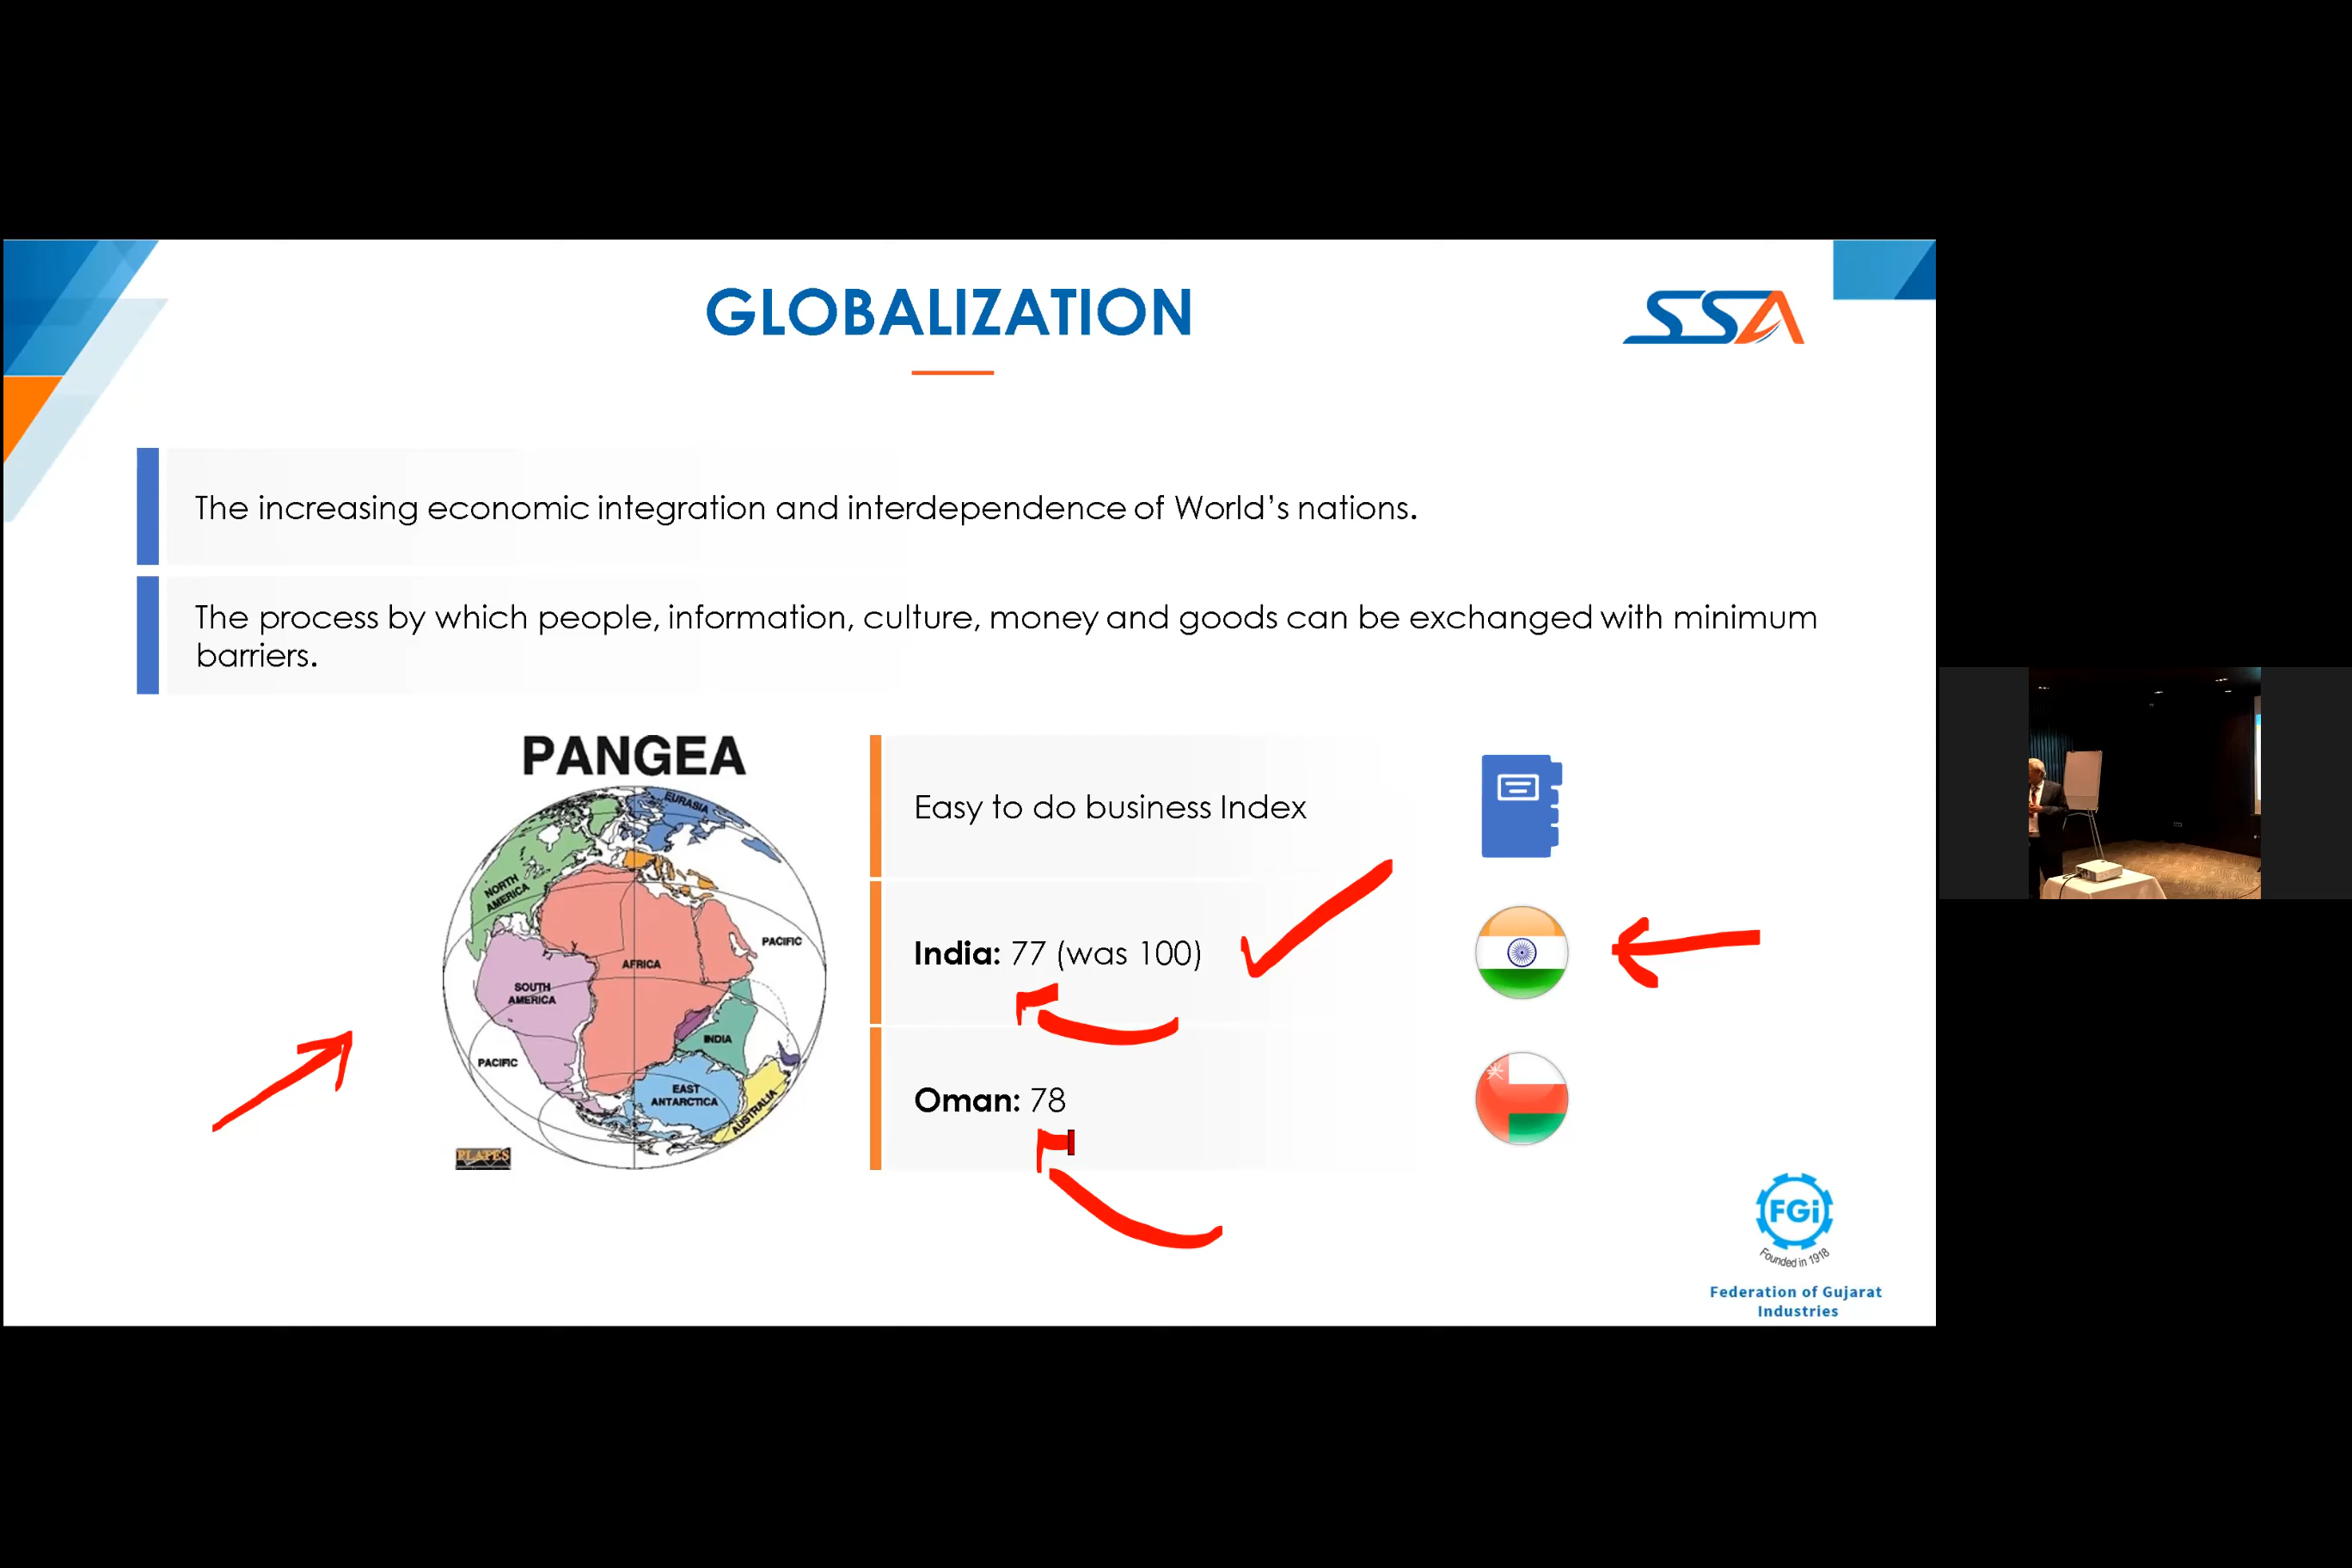 GLOBALIZATION
SSA
The increasing economic integration and interdependence of World's nations.
The process by which people, information, culture, money and goods can be exchanged with minimum
barriers.
PANGEA
EURASIA
NORTH
AMERICA
PACIFIC
AFRICA
SOUTH
AMERICA
INDIA
PACIFIC
EAST
ANTARCTICA
AUSTRALIA
PLATES
Easy to do business Index
India: 77 (was 100)
Oman: 78
FGi
Founded in 1918
Federation of Gujarat
Industries